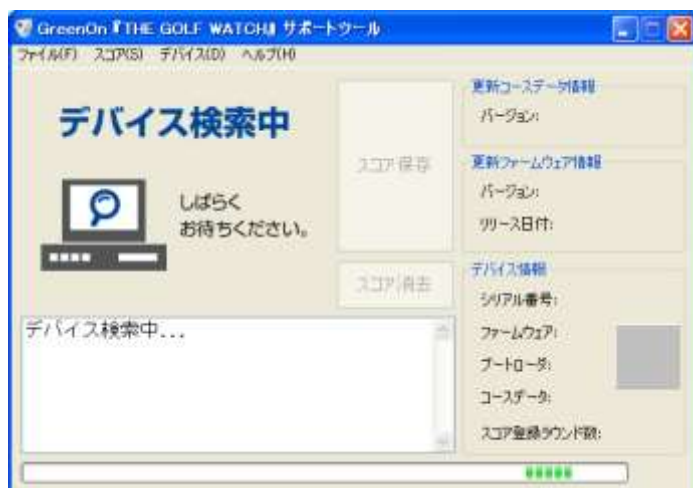 GreenOn『THE GOLF WATCH』サポートツール
ファイル(F) スコア(S) デバイス(D) ヘルプ(H)
デバイス検索中
しばらく
お待ちください。
スコア保存
スコア消去
デバイス検索中...
更新コースデータ情報
バージョン:
更新ファームウェア情報
バージョン:
リリース日付:
デバイス情報
シリアル番号:
ファームウェア:
ブートローダ:
コースデータ:
スコア登録ラウンド数: